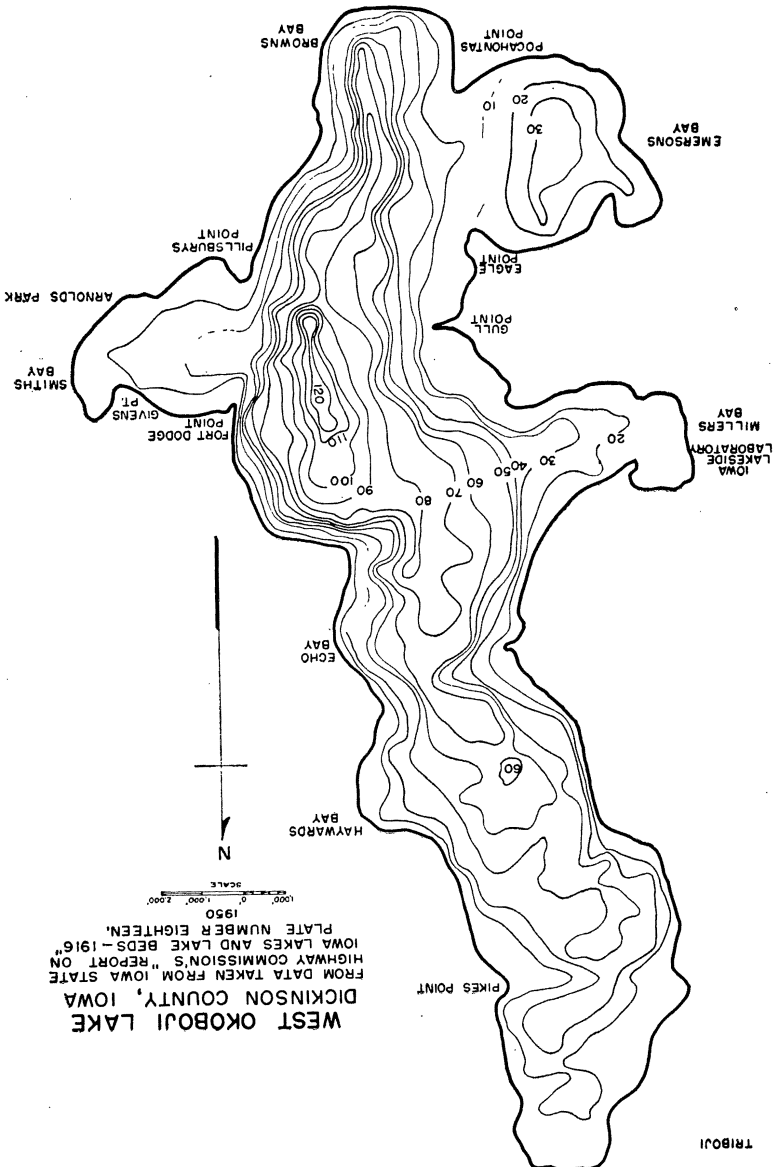 TRIBOJI
WEST OKOBOJI LAKE
DICKINSON COUNTY, IOWA
FROM DATA TAKEN FROM IOWA STATE
HIGHWAY COMMISSION'S "REPORT ON
IOWA LAKES AND LAKE BEDS – 1916"
PLATE NUMBER EIGHTEEN.
1950
1,000' 0' 1,000' 2,000'
SCALE
N
PIKES POINT
HAYWARDS
BAY
60
ECHO
BAY
IOWA
LAKESIDE
LABORATORY
MILLERS
BAY
20
30
40
50
60
70
80
90
100
110
120
FORT DODGE
POINT
GIVENS
PT.
SMITHS
BAY
ARNOLDS PARK
PILLSBURYS
POINT
GULL
POINT
EAGLE
POINT
EMERSONS
BAY
30
20
10
POCAHONTAS
POINT
BROWNS
BAY